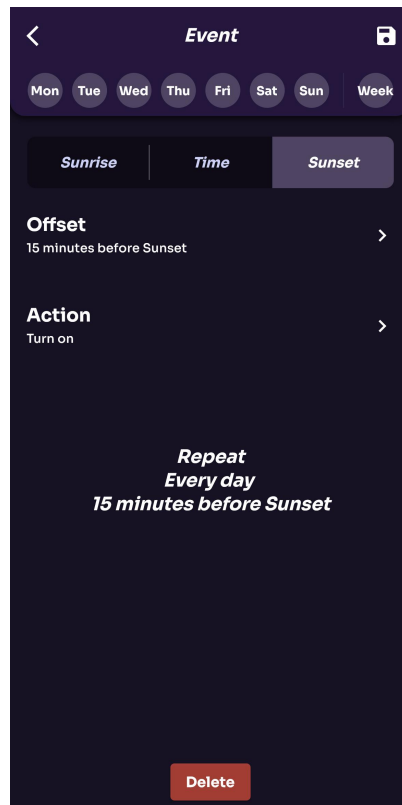 Event
Mon Tue Wed Thu Fri Sat Sun Week
Sunrise Time Sunset
Offset
15 minutes before Sunset
Action
Turn on
Repeat
Every day
15 minutes before Sunset
Delete